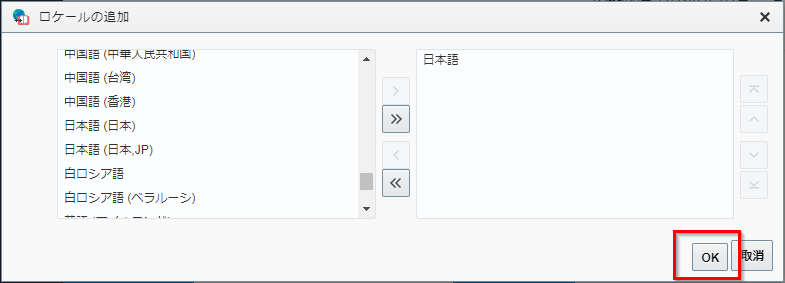 ロケールの追加
中国語 (中華人民共和国)
中国語 (台湾)
中国語 (香港)
日本語 (日本)
日本語 (日本,JP)
白ロシア語
白ロシア語 (ベラルーシ)
日本語
OK
取消